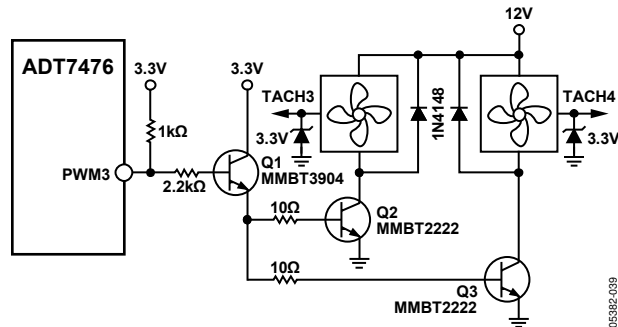 12V
ADT7476
3.3V
3.3V
TACH3
1N4148
TACH4
3.3V
3.3V
1kΩ
PWM3
2.2kΩ
Q1
MMBT3904
10Ω
Q2
MMBT2222
10Ω
Q3
MMBT2222
05382-039